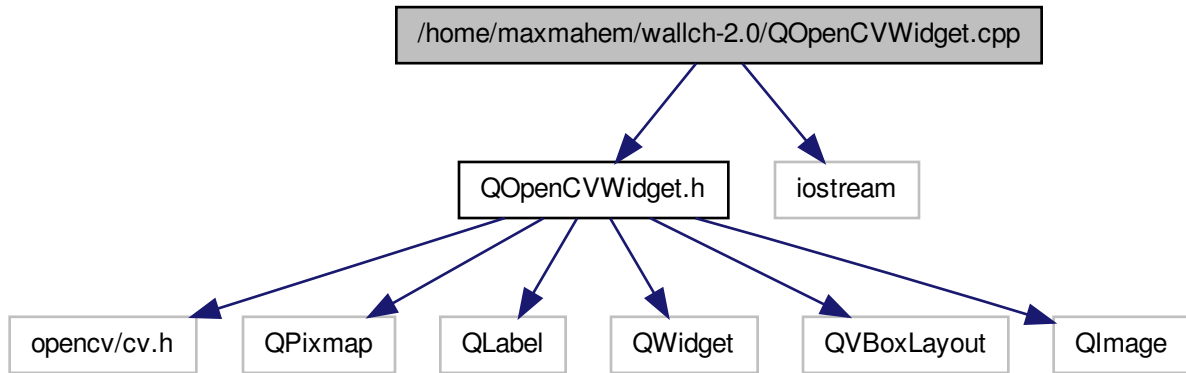 /home/maxmahem/wallch-2.0/QOpenCVWidget.cpp
QOpenCVWidget.h
iostream
opencv/cv.h
QPixmap
QLabel
QWidget
QVBoxLayout
QImage